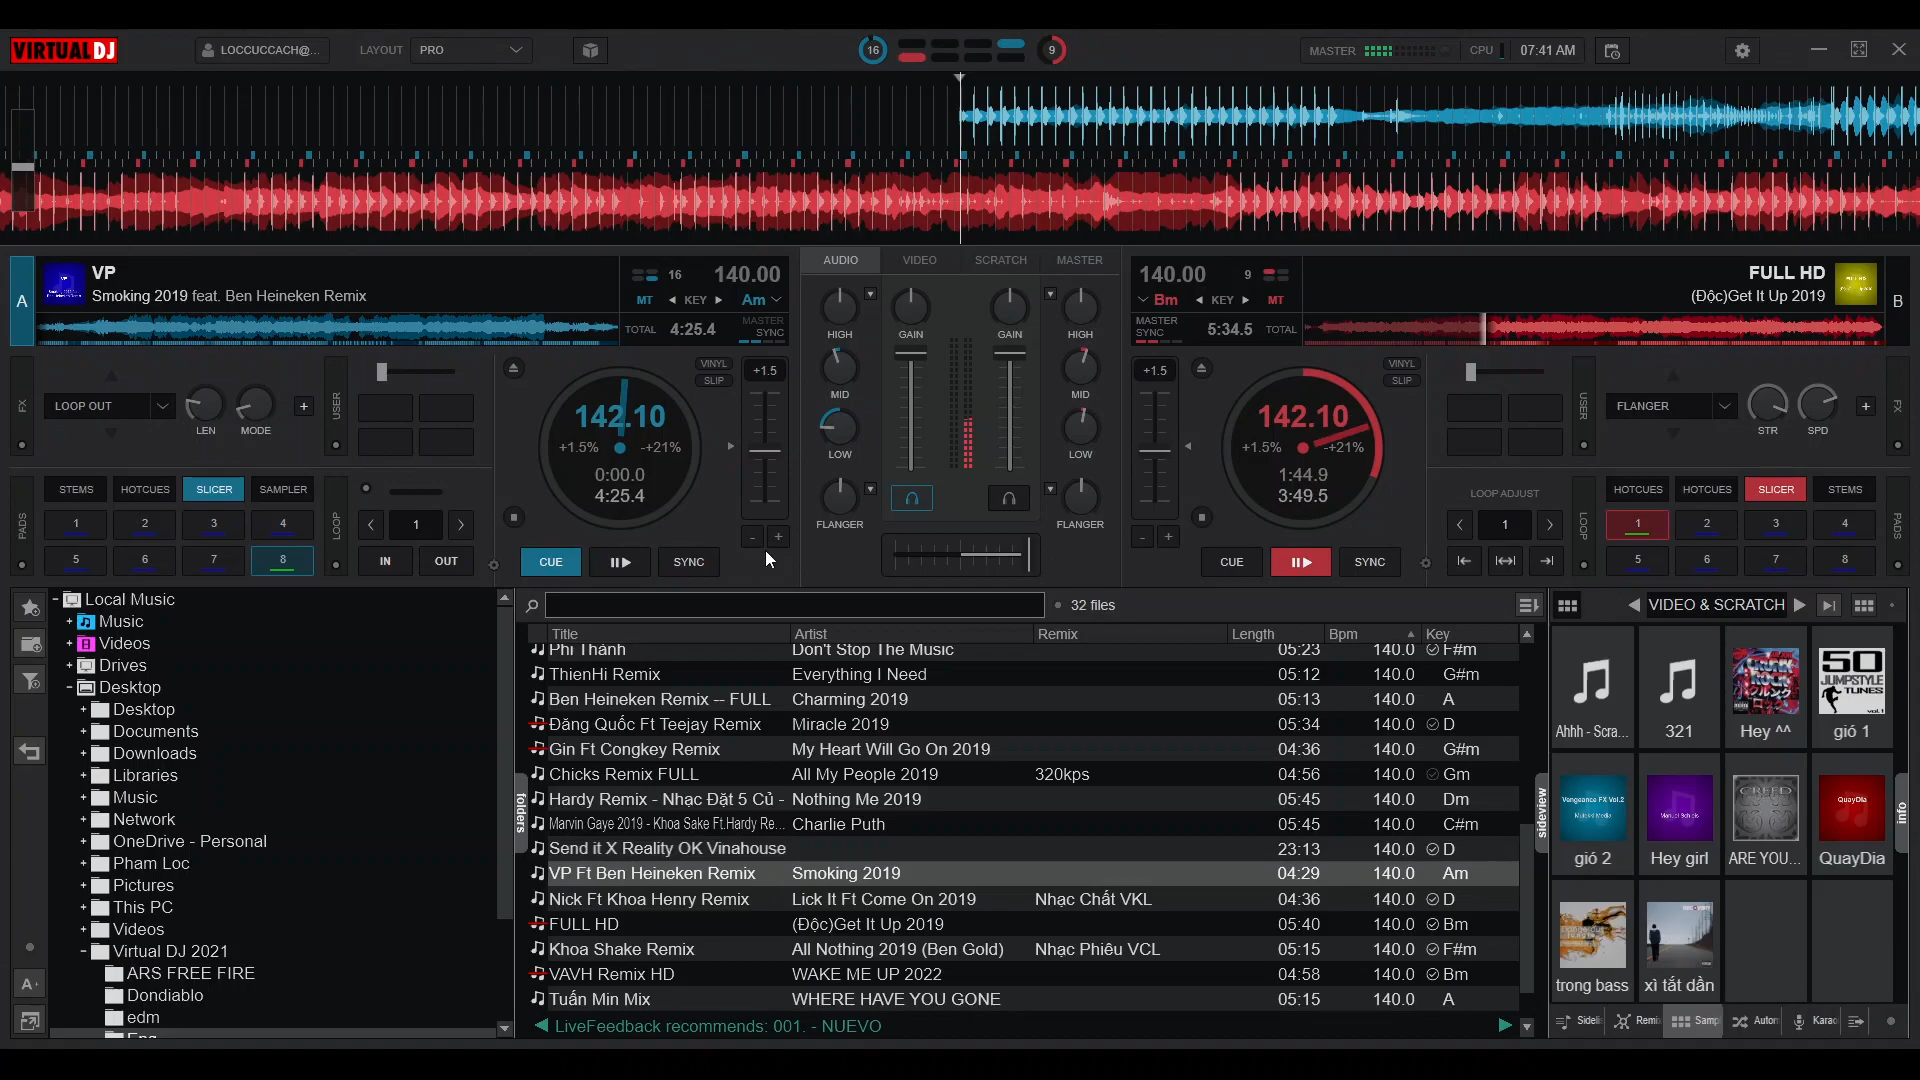 VIRTUAL DJ
LOCCUCCACH@...
LAYOUT PRO
16
9
MASTER
CPU
07:41 AM
A
VP
Smoking 2019 feat. Ben Heineken Remix
16 140.00
MT KEY Am
TOTAL 4:25.4 MASTER SYNC
AUDIO VIDEO SCRATCH MASTER
140.00 9
Bm KEY MT
MASTER SYNC 5:34.5 TOTAL
FULL HD
(Độc)Get It Up 2019
B
FX
LOOP OUT
LEN
MODE
+
USER
VINYL
SLIP
142.10
+1.5% -+21%
0:00.0
4:25.4
+1.5
- +
HIGH
MID
LOW
FLANGER
GAIN GAIN
HIGH
MID
LOW
FLANGER
+1.5
- +
VINYL
SLIP
142.10
+1.5% -+21%
1:44.9
3:49.5
USER
FLANGER
STR
SPD
+
FX
PADS
STEMS HOTCUES SLICER SAMPLER
1 2 3 4
5 6 7 8
LOOP
1
IN OUT
CUE SYNC
CUE SYNC
LOOP ADJUST
1
LOOP
HOTCUES HOTCUES SLICER STEMS
1 2 3 4
5 6 7 8
PADS
Local Music
Music
Videos
Drives
Desktop
Desktop
Documents
Downloads
Libraries
Music
Network
OneDrive - Personal
Pham Loc
Pictures
This PC
Videos
Virtual DJ 2021
ARS FREE FIRE
Dondiablo
edm
A+
folders
32 files
Title Artist Remix Length Bpm Key
Phi Thành Don't Stop The Music 05:23 140.0 F#m
ThienHi Remix Everything I Need 05:12 140.0 G#m
Ben Heineken Remix -- FULL Charming 2019 05:13 140.0 A
Đăng Quốc Ft Teejay Remix Miracle 2019 05:34 140.0 D
Gin Ft Congkey Remix My Heart Will Go On 2019 04:36 140.0 G#m
Chicks Remix FULL All My People 2019 320kps 04:56 140.0 Gm
Hardy Remix - Nhạc Đặt 5 Củ - Nothing Me 2019 05:45 140.0 Dm
Marvin Gaye 2019 - Khoa Sake Ft.Hardy Re... Charlie Puth 05:45 140.0 C#m
Send it X Reality OK Vinahouse 23:13 140.0 D
VP Ft Ben Heineken Remix Smoking 2019 04:29 140.0 Am
Nick Ft Khoa Henry Remix Lick It Ft Come On 2019 Nhạc Chất VKL 04:36 140.0 D
FULL HD (Độc)Get It Up 2019 05:40 140.0 Bm
Khoa Shake Remix All Nothing 2019 (Ben Gold) Nhạc Phiêu VCL 05:15 140.0 F#m
VAVH Remix HD WAKE ME UP 2022 04:58 140.0 Bm
Tuấn Min Mix WHERE HAVE YOU GONE 05:15 140.0 A
LiveFeedback recommends: 001. - NUEVO
sideview
VIDEO & SCRATCH
Ahhh - Scra...
321
Hey ^^
50 JUMPSTYLE TUNES vol.1
gió 1
Vengeance FX Vol.2
gió 2
Hey girl
CREED
ARE YOU...
QuayDia
QuayDia
trong bass
xì tắt dần
info
Sideli Remix Samp Autom Karao